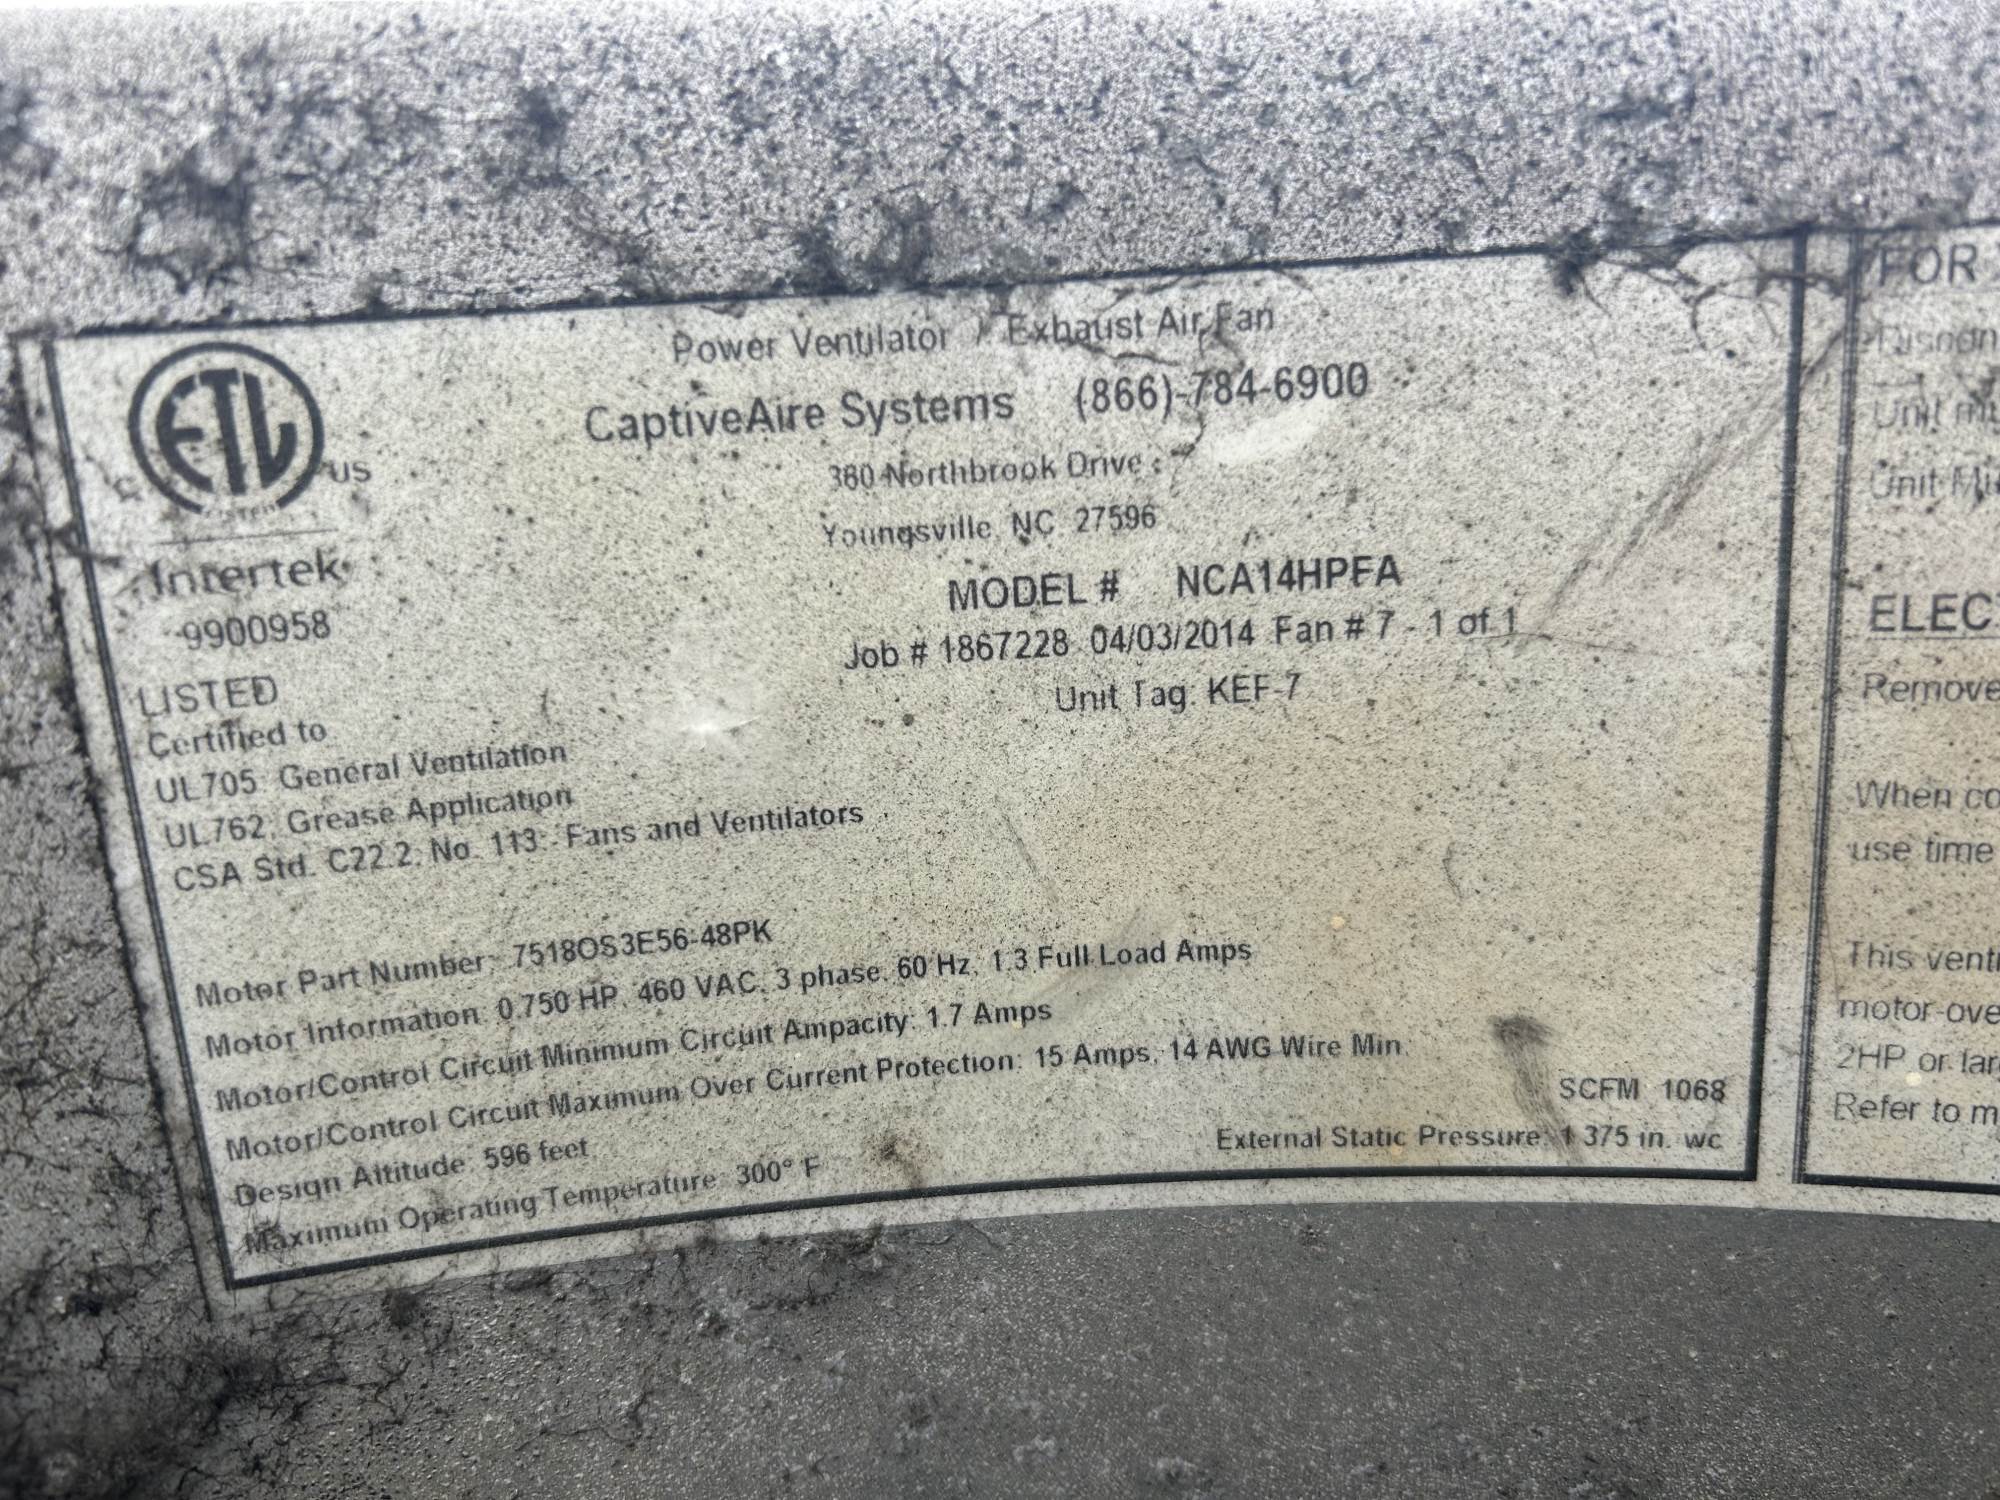 Power Ventilator / Exhaust Air Fan
CaptiveAire Systems (866)-784-6900
360 Northbrook Drive
Youngsville, NC 27596
MODEL # NCA14HPFA
Job # 1867228 04/03/2014 Fan # 7 - 1 of 1
Unit Tag: KEF-7
ETL
C US
LISTED
Intertek
9900958
LISTED
Certified to
UL705: General Ventilation
UL762: Grease Application
CSA Std. C22.2, No. 113: Fans and Ventilators
Motor Part Number: 7518OS3E56-48PK
Motor Information: 0.750 HP, 460 VAC, 3 phase, 60 Hz, 1.3 Full Load Amps
Motor/Control Circuit Minimum Circuit Ampacity: 1.7 Amps
Motor/Control Circuit Maximum Over Current Protection: 15 Amps, 14 AWG Wire Min.
Design Altitude: 596 feet
Maximum Operating Temperature: 300° F
SCFM 1068
External Static Pressure: 1.375 in. wc
FOR
Unit
Unit
ELEC
Remove
When co
use time
This venti
motor-ove
2HP or lar
Refer to m